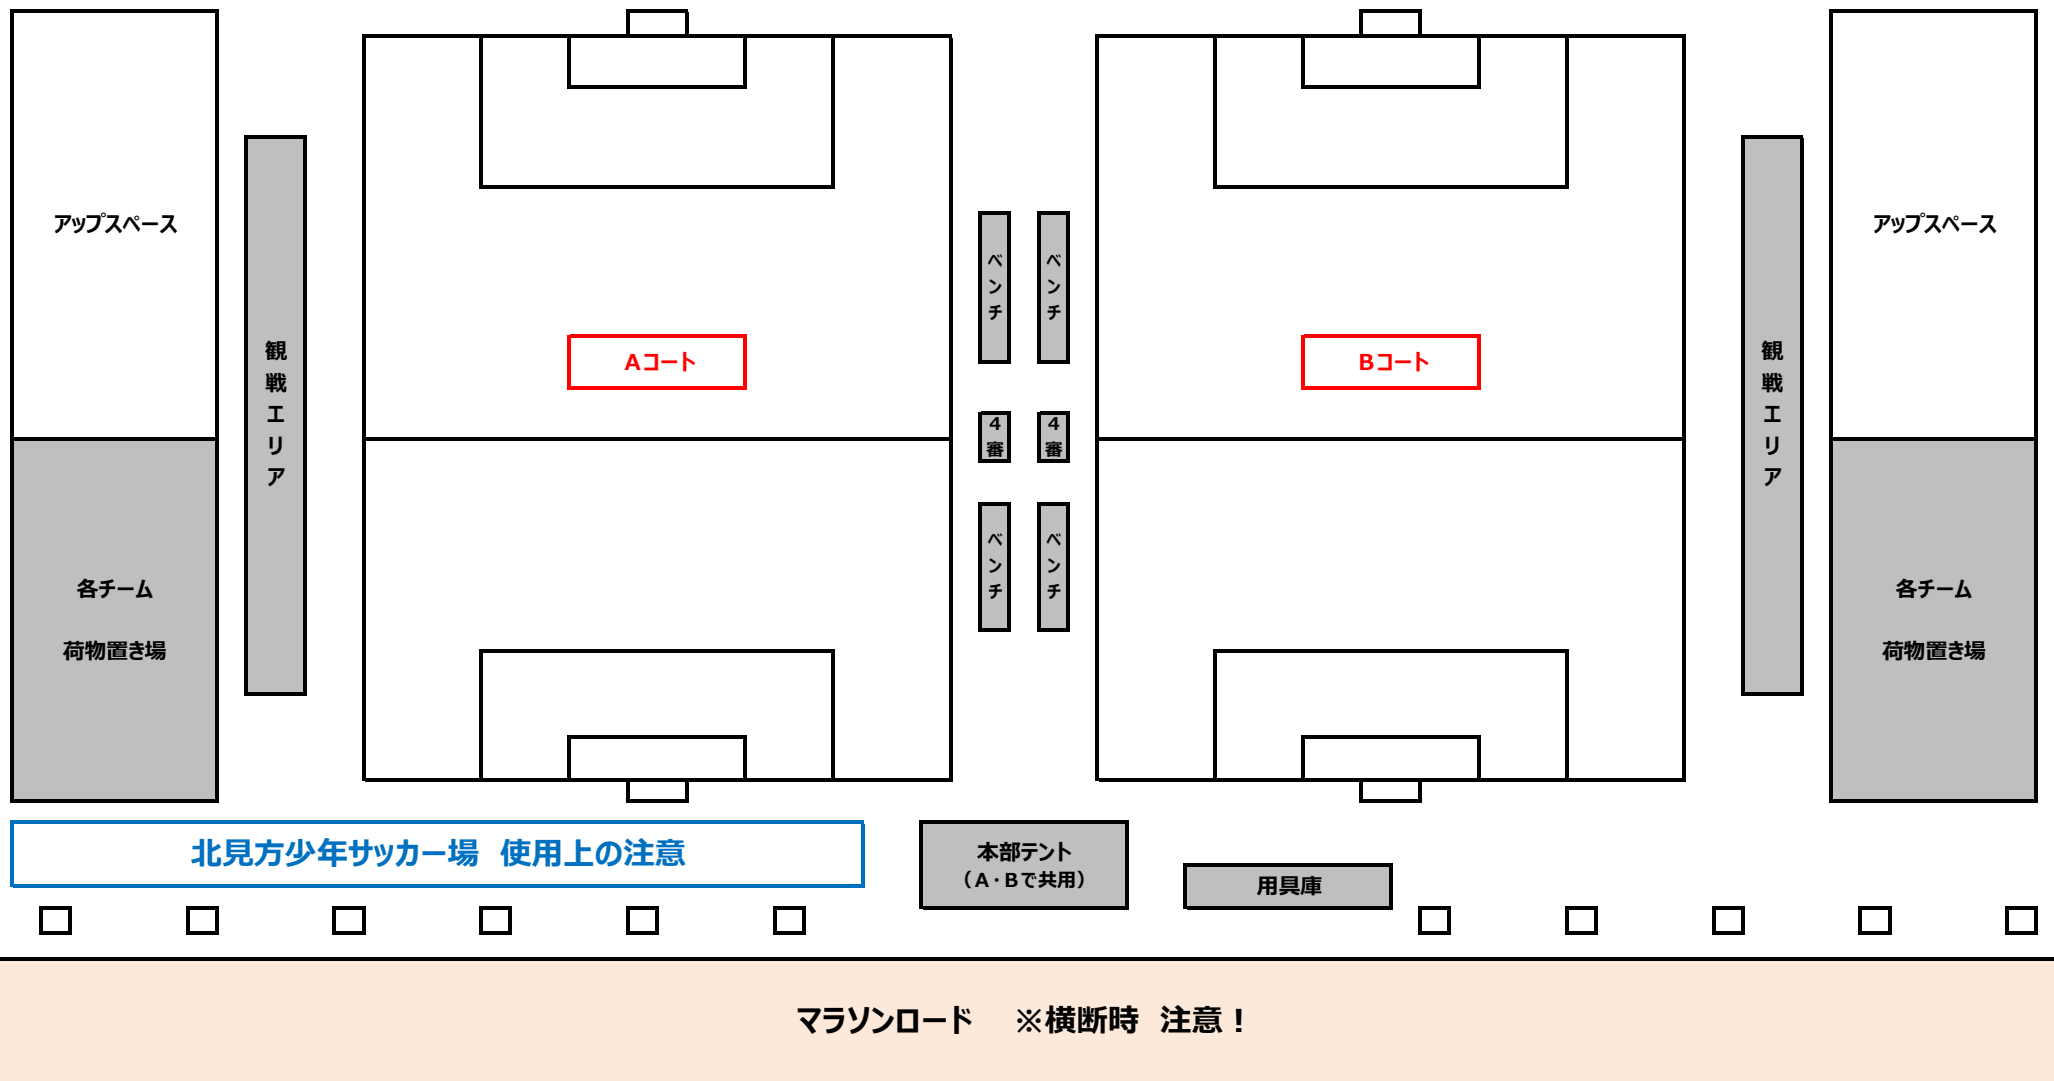 アップスペース
観戦エリア
Aコート
ベンチ
ベンチ
Bコート
観戦エリア
アップスペース
4審
4審
各チーム
荷物置き場
ベンチ
ベンチ
各チーム
荷物置き場
北見方少年サッカー場　使用上の注意
本部テント
（A・Bで共用）
用具庫
マラソンロード　※横断時　注意！